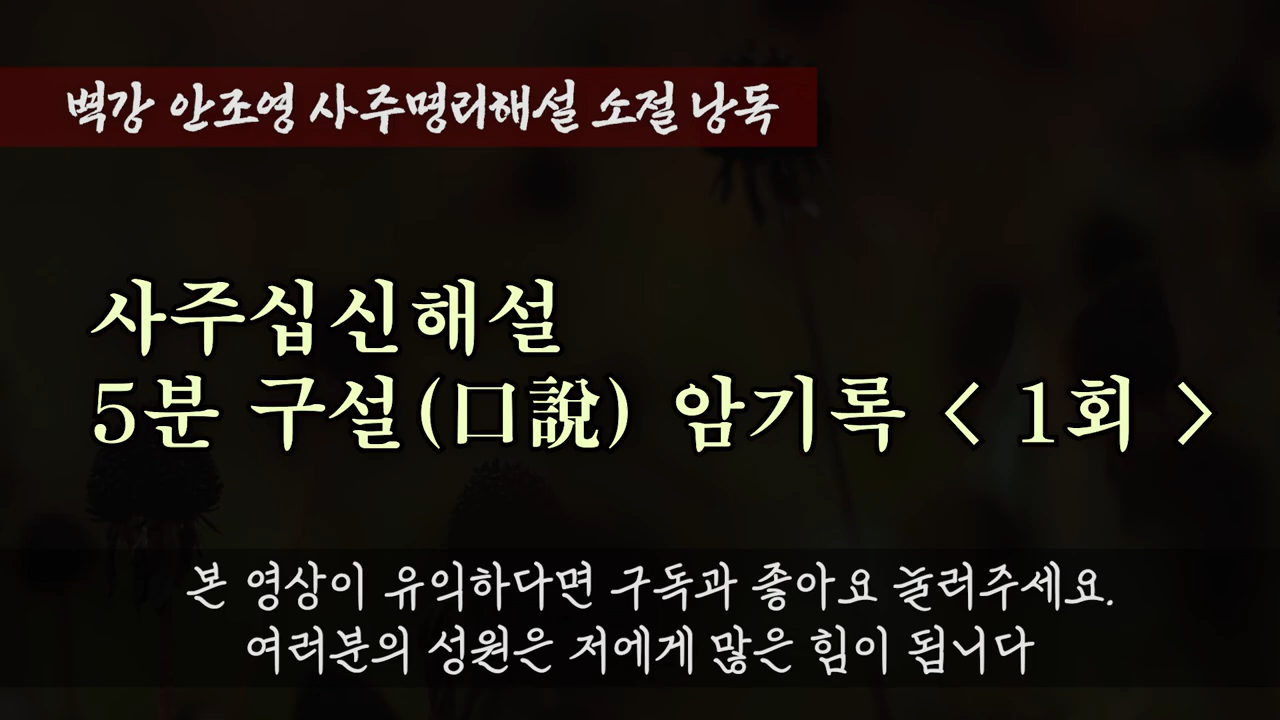 벽강 안조영 사주명리해설 소절 낭독
사주십신해설
5분 구설(口說) 암기록 < 1회 >
본 영상이 유의하다면 구독과 좋아요 눌러주세요.
여러분의 성원은 저에게 많은 힘이 됩니다